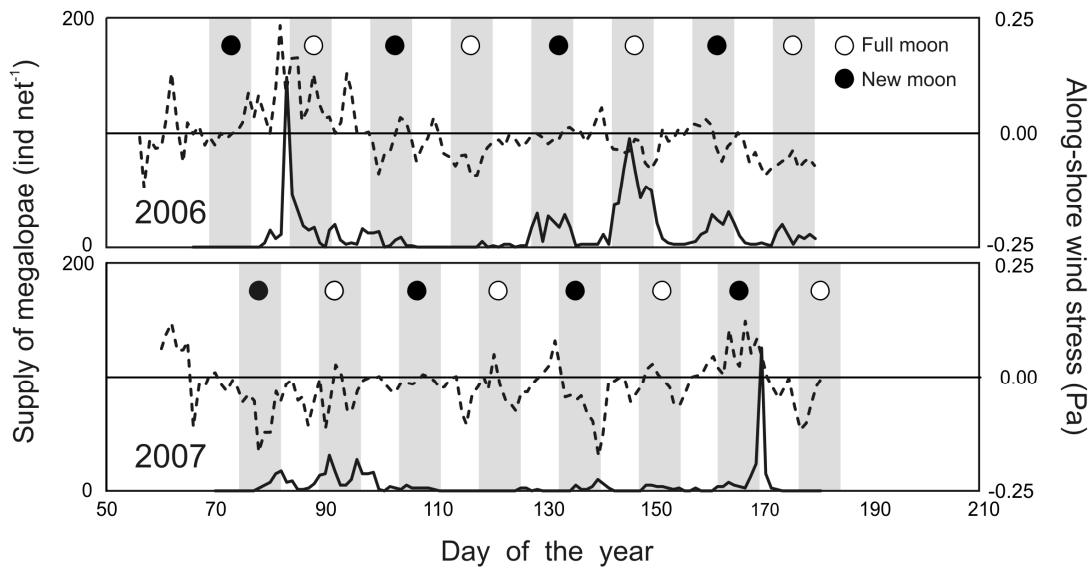 200
0.25
Full moon
New moon
0.00
2006
0
-0.25
200
0.25
0.00
2007
0
-0.25
50 70 90 110 130 150 170 190 210
Day of the year
Supply of megalopae (ind net⁻¹)
Along-shore wind stress (Pa)